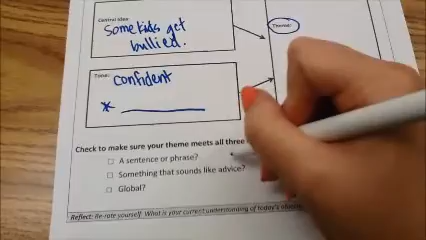 Central Idea:
Some kids get
bullied.
Theme:
Tone:
confident
*
Check to make sure your theme meets all three
A sentence or phrase?
Something that sounds like advice?
Global?
Reflect: Re-rate yourself. What is your current understanding of today's